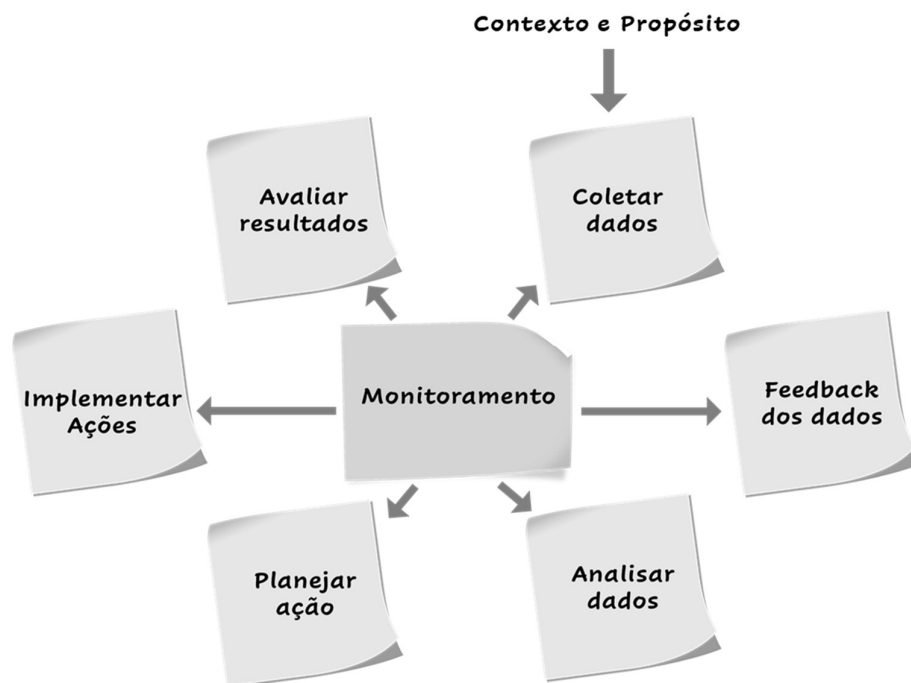 Contexto e Propósito
Avaliar
resultados
Coletar
dados
Implementar
Ações
Monitoramento
Feedback
dos dados
Planejar
ação
Analisar
dados